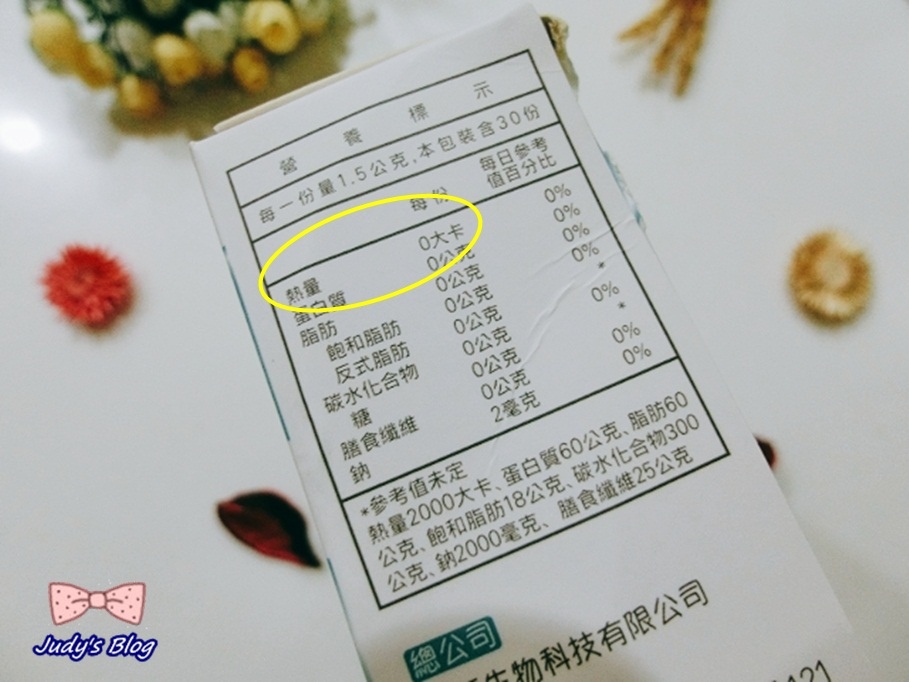 營養標示
每一份量1.5公克,本包裝含30份
每份 每日參考值百分比
熱量 0大卡 0%
蛋白質 0公克 0%
脂肪 0公克 0%
飽和脂肪 0公克 0%
反式脂肪 0公克 *
碳水化合物 0公克 0%
糖 0公克 *
膳食纖維 0公克 0%
鈉 2毫克 0%
*參考值未定
熱量2000大卡、蛋白質60公克、脂肪60
公克、飽和脂肪18公克、碳水化合物300
公克、鈉2000毫克、膳食纖維25公克
總公司
生物科技有限公司
121
Judy's Blog